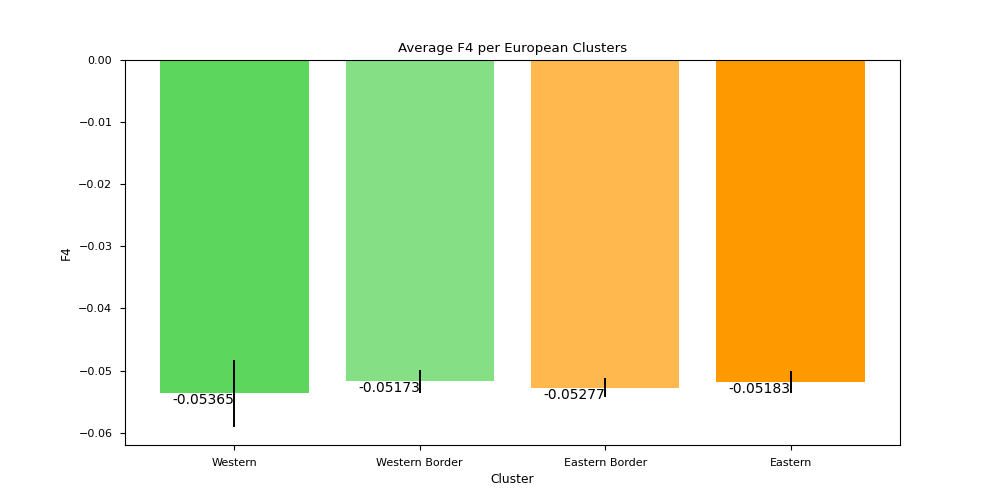 Average F4 per European Clusters
0.00
−0.01
−0.02
−0.03
−0.04
−0.05
−0.06
F4
-0.05365
-0.05173
-0.05277
-0.05183
Western
Western Border
Eastern Border
Eastern
Cluster